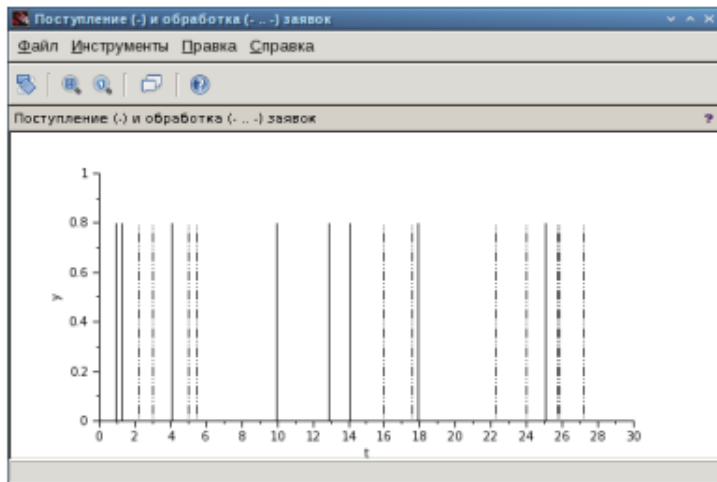 Поступление (-) и обработка (- .. -) заявок
Файл Инструменты Правка Справка
Поступление (-) и обработка (- .. -) заявок ?
1
0.8
0.6
0.4
0.2
0
y
0 2 4 6 8 10 12 14 16 18 20 22 24 26 28 30
t